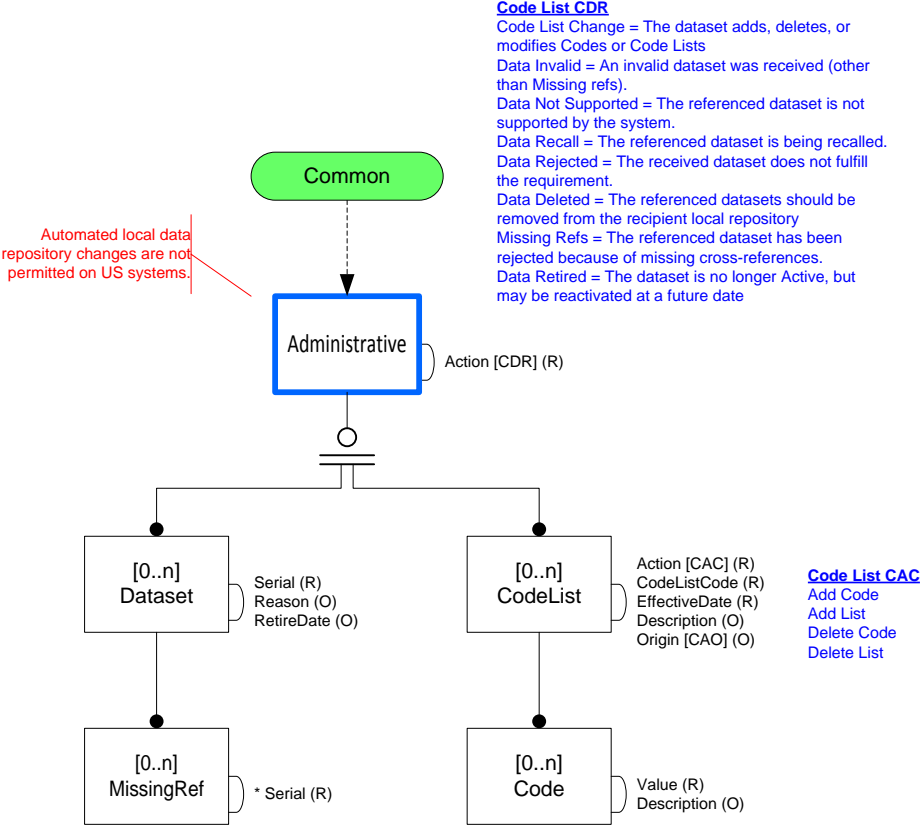 Code List CDR
Code List Change = The dataset adds, deletes, or
modifies Codes or Code Lists
Data Invalid = An invalid dataset was received (other
than Missing refs).
Data Not Supported = The referenced dataset is not
supported by the system.
Data Recall = The referenced dataset is being recalled.
Data Rejected = The received dataset does not fulfill
the requirement.
Data Deleted = The referenced datasets should be
removed from the recipient local repository
Missing Refs = The referenced dataset has been
rejected because of missing cross-references.
Data Retired = The dataset is no longer Active, but
may be reactivated at a future date
Common
Automated local data
repository changes are not
permitted on US systems.
Administrative
Action [CDR] (R)
[0..n]
Dataset
Serial (R)
Reason (O)
RetireDate (O)
[0..n]
CodeList
Action [CAC] (R)
CodeListCode (R)
EffectiveDate (R)
Description (O)
Origin [CAO] (O)
Code List CAC
Add Code
Add List
Delete Code
Delete List
[0..n]
MissingRef
* Serial (R)
[0..n]
Code
Value (R)
Description (O)